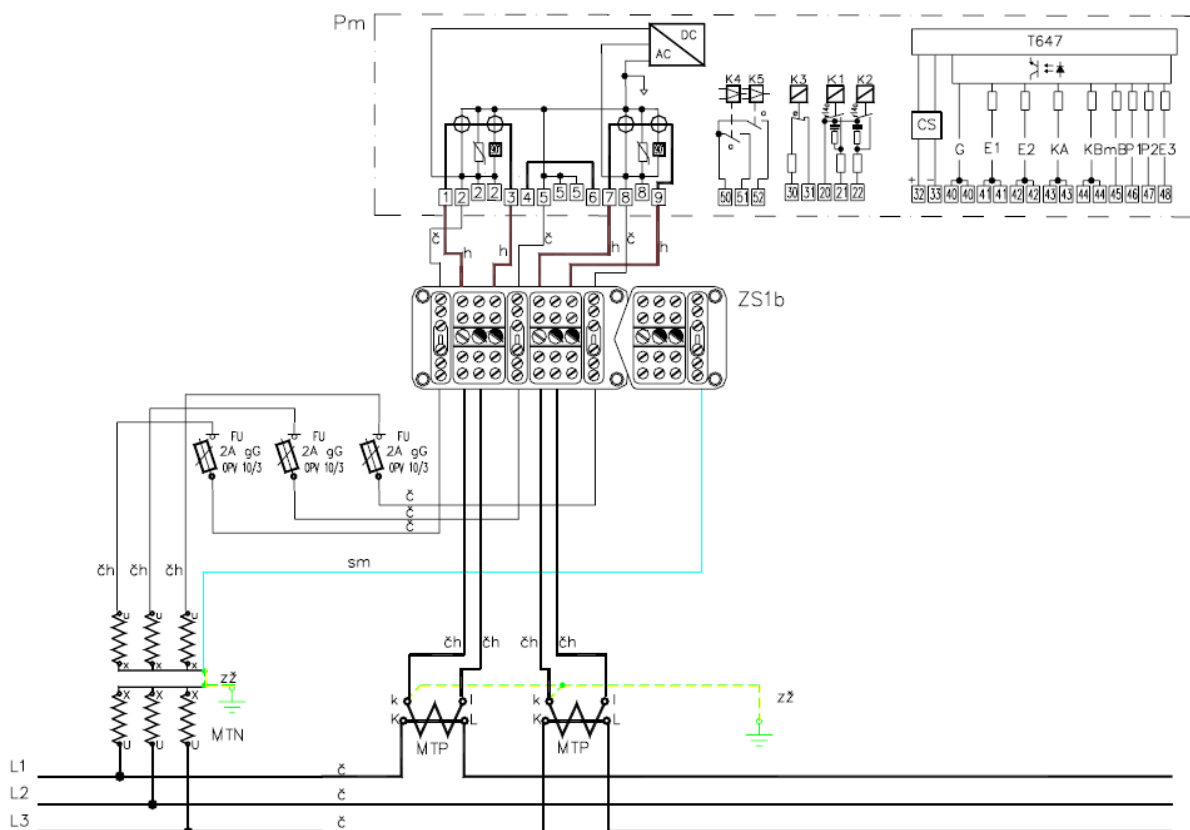 Pm
DC
AC
T647
K4 K5 K3 K1 K2
CS
G E1 E2 KA KB mB P1 P2 E3
+ -
1 2 2 2 3 4 5 5 5 6 7 8 8 9
50 51 52
30 31 20 21 22
32 33 40 40 41 41 42 42 43 43 44 44 45 46 47 48
č h h č h č h
ZS1b
FU
2A gG
OPV 10/3
FU
2A gG
OPV 10/3
FU
2A gG
OPV 10/3
č
č
č
sm
čh čh čh
u u u
x x x
zž
x x x
U U U
MTN
čh čh čh čh
k l k l
K L K L
MTP MTP
zž
L1 č
L2 č
L3 č